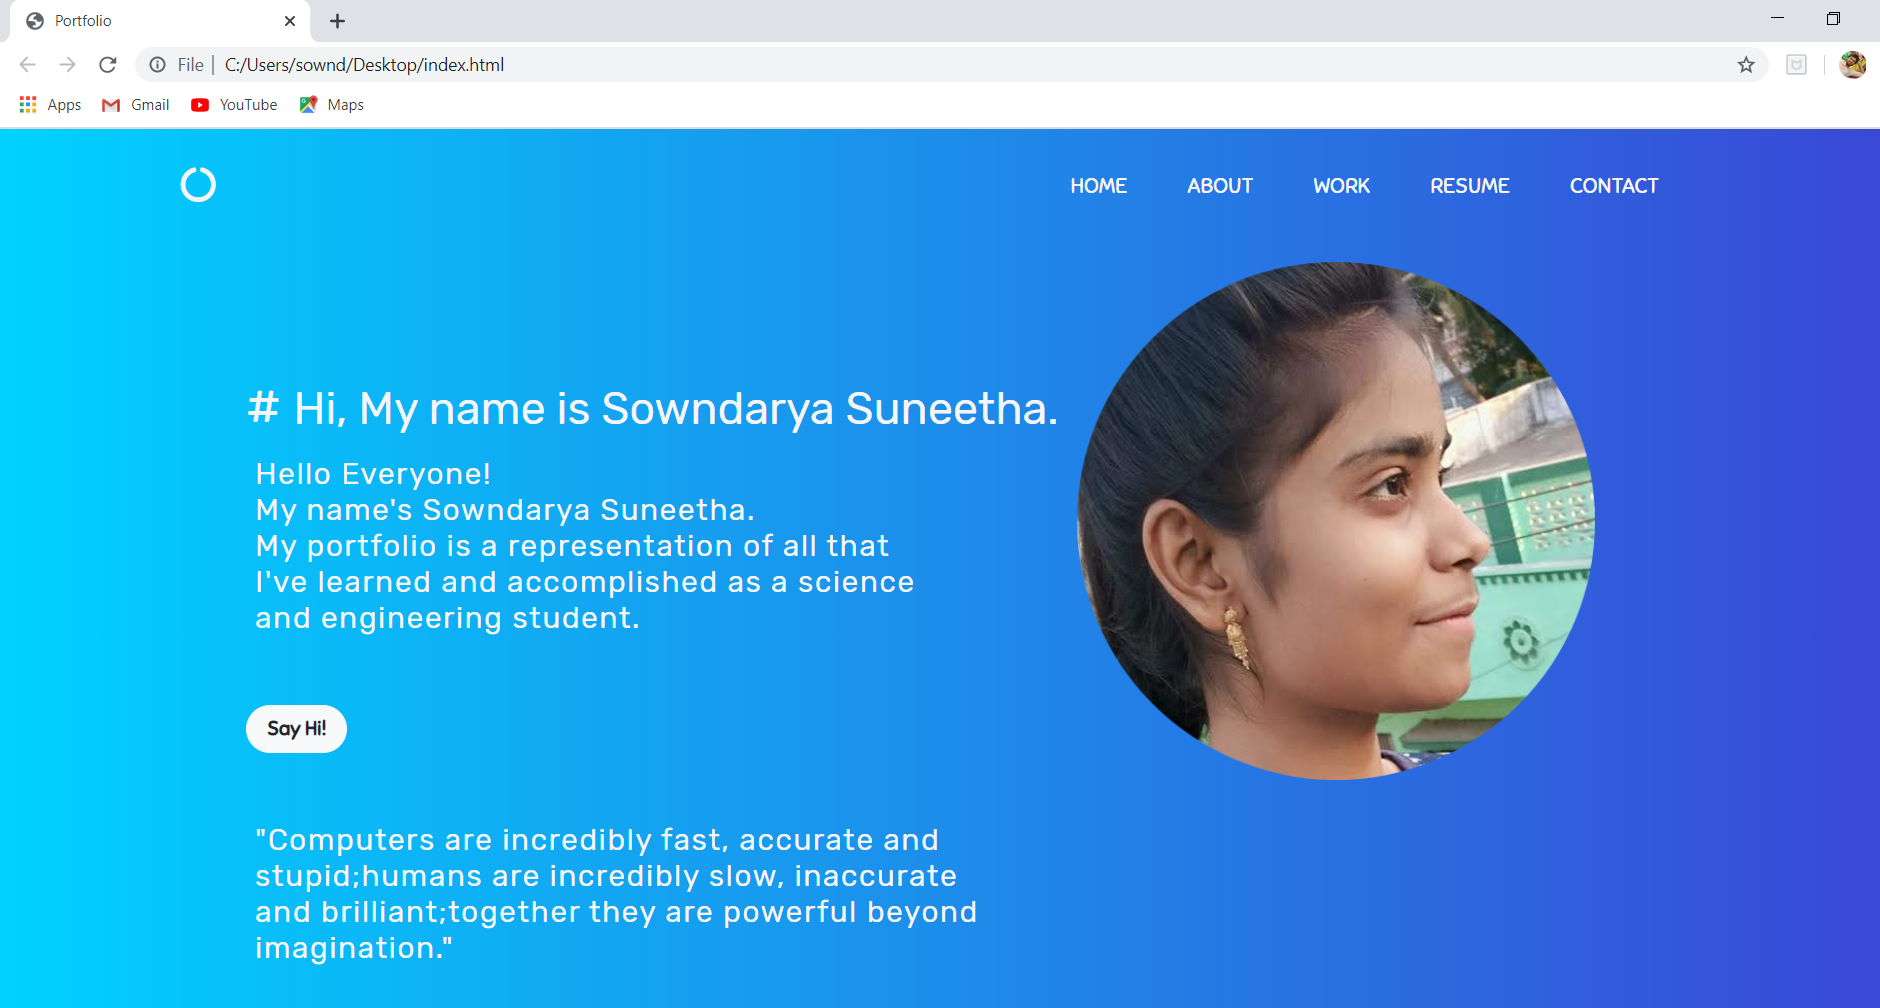 Portfolio
File | C:/Users/sownd/Desktop/index.html
Apps Gmail YouTube Maps
HOME ABOUT WORK RESUME CONTACT
# Hi, My name is Sowndarya Suneetha.
Hello Everyone!
My name's Sowndarya Suneetha.
My portfolio is a representation of all that
I've learned and accomplished as a science
and engineering student.
Say Hi!
"Computers are incredibly fast, accurate and
stupid;humans are incredibly slow, inaccurate
and brilliant;together they are powerful beyond
imagination."